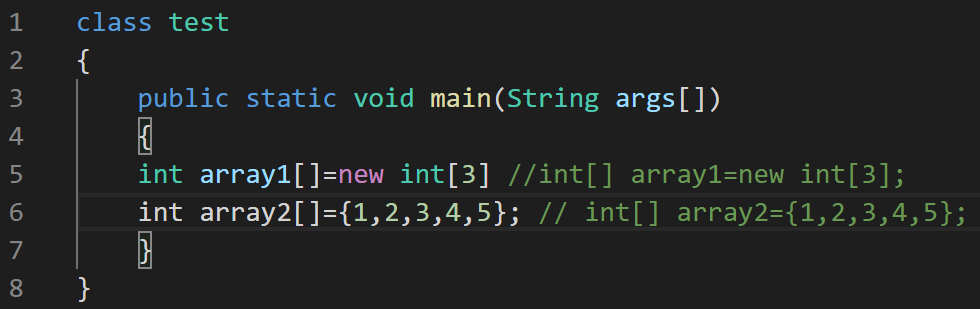 1 class test
2 {
3 public static void main(String args[])
4 {
5 int array1[]=new int[3] //int[] array1=new int[3];
6 int array2[]={1,2,3,4,5}; // int[] array2={1,2,3,4,5};
7 }
8 }